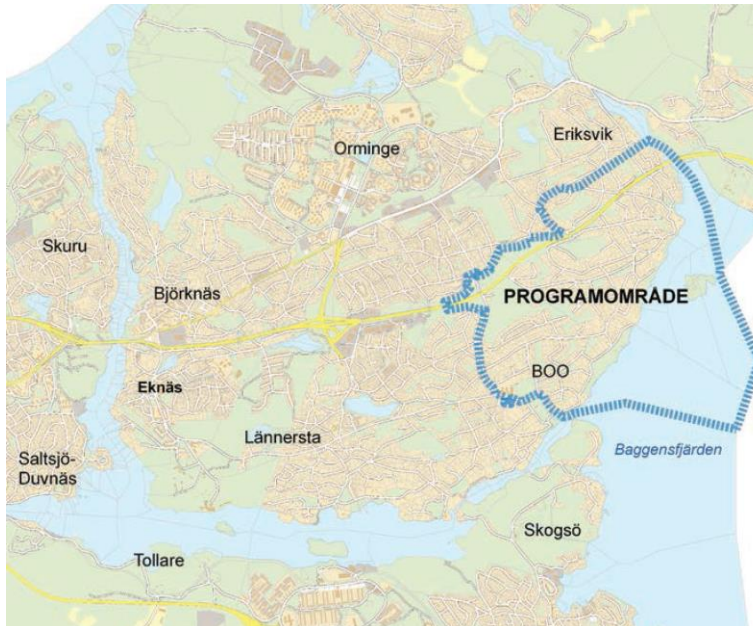 Orminge
Eriksvik
Skuru
Björknäs
PROGRAMOMRÅDE
BOO
Eknäs
Lännersta
Saltsjö-
Duvnäs
Baggensfjärden
Skogsö
Tollare